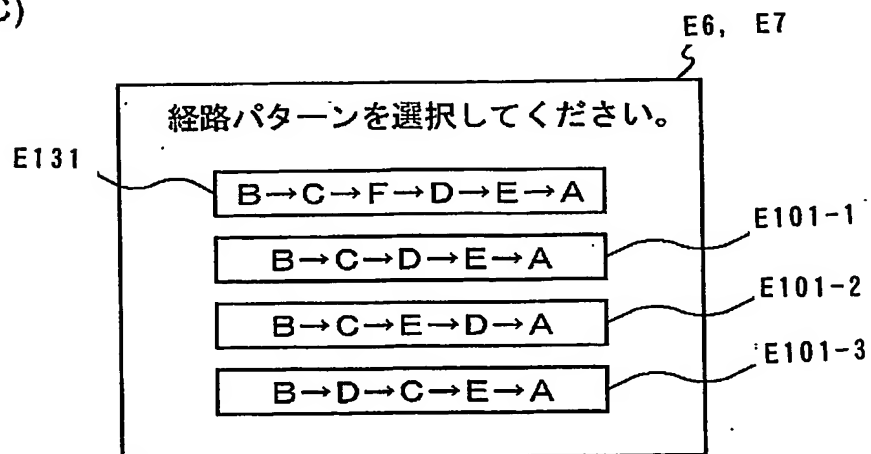 C)
E6, E7
経路パターンを選択してください。
E131
B→C→F→D→E→A
E101-1
B→C→D→E→A
E101-2
B→C→E→D→A
E101-3
B→D→C→E→A